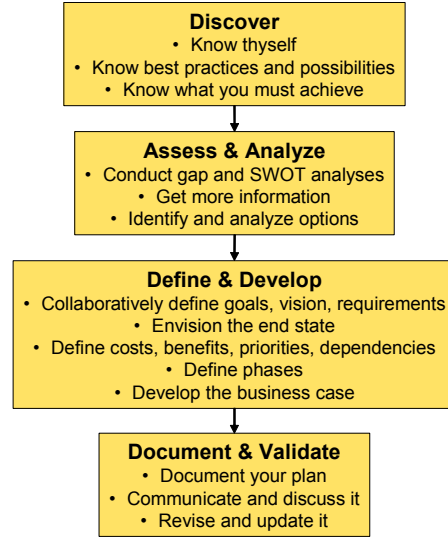 Discover
• Know thyself
• Know best practices and possibilities
• Know what you must achieve
Assess & Analyze
• Conduct gap and SWOT analyses
• Get more information
• Identify and analyze options
Define & Develop
• Collaboratively define goals, vision, requirements
• Envision the end state
• Define costs, benefits, priorities, dependencies
• Define phases
• Develop the business case
Document & Validate
• Document your plan
• Communicate and discuss it
• Revise and update it